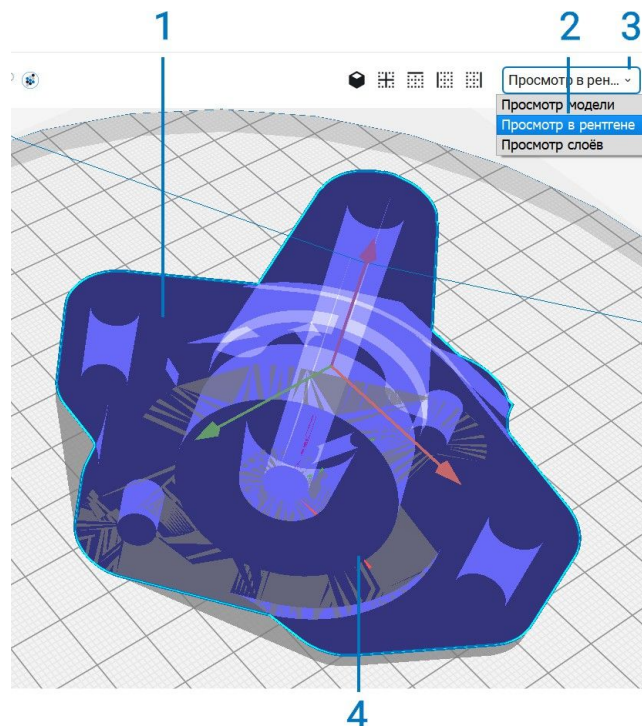 1
2
3
Просмотр в рен...
Просмотр модели
Просмотр в рентгене
Просмотр слоёв
4